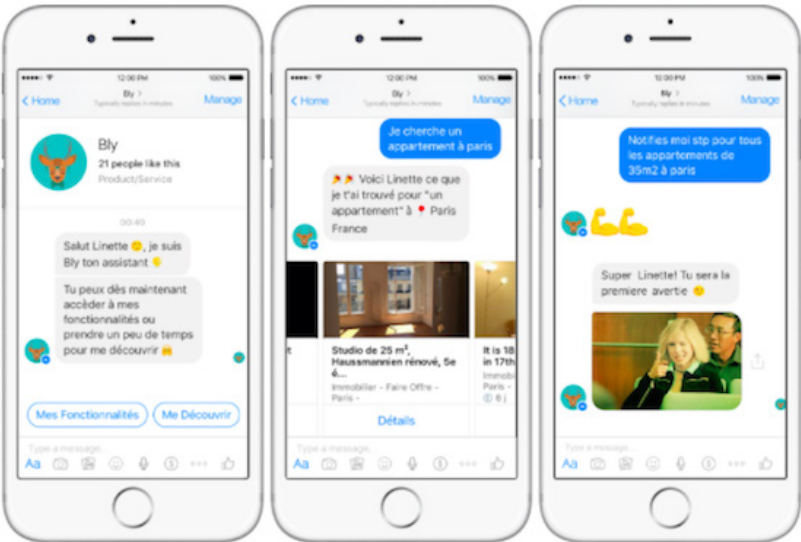 12:00 PM
100%
Home
Bly
Typically replies in minutes
Manage
Bly
21 people like this
Product/Service
00:40
Salut Linette, je suis
Bly ton assistant
Tu peux dès maintenant
accèder à mes
fonctionnalités ou
prendre un peu de temps
pour me découvrir
Mes Fonctionnalités
Me Découvrir
Type a message...
Aa
12:00 PM
100%
Home
Bly
Typically replies in minutes
Manage
Je cherche un
appartement à paris
Voici Linette ce que
je t'ai trouvé pour "un
appartement" à Paris
France
t
Studio de 25 m²,
Haussmannien rénové, 5e
é...
Immobilier - Faire Offre -
Paris -
Détails
It is 18
in 17th
Immobi
Paris -
6 j
Type a message...
Aa
12:00 PM
100%
Home
Bly
Typically replies in minutes
Manage
Notifies moi stp pour tous
les appartements de
35m2 à paris
Super Linette! Tu sera la
premiere avertie
Type a message...
Aa